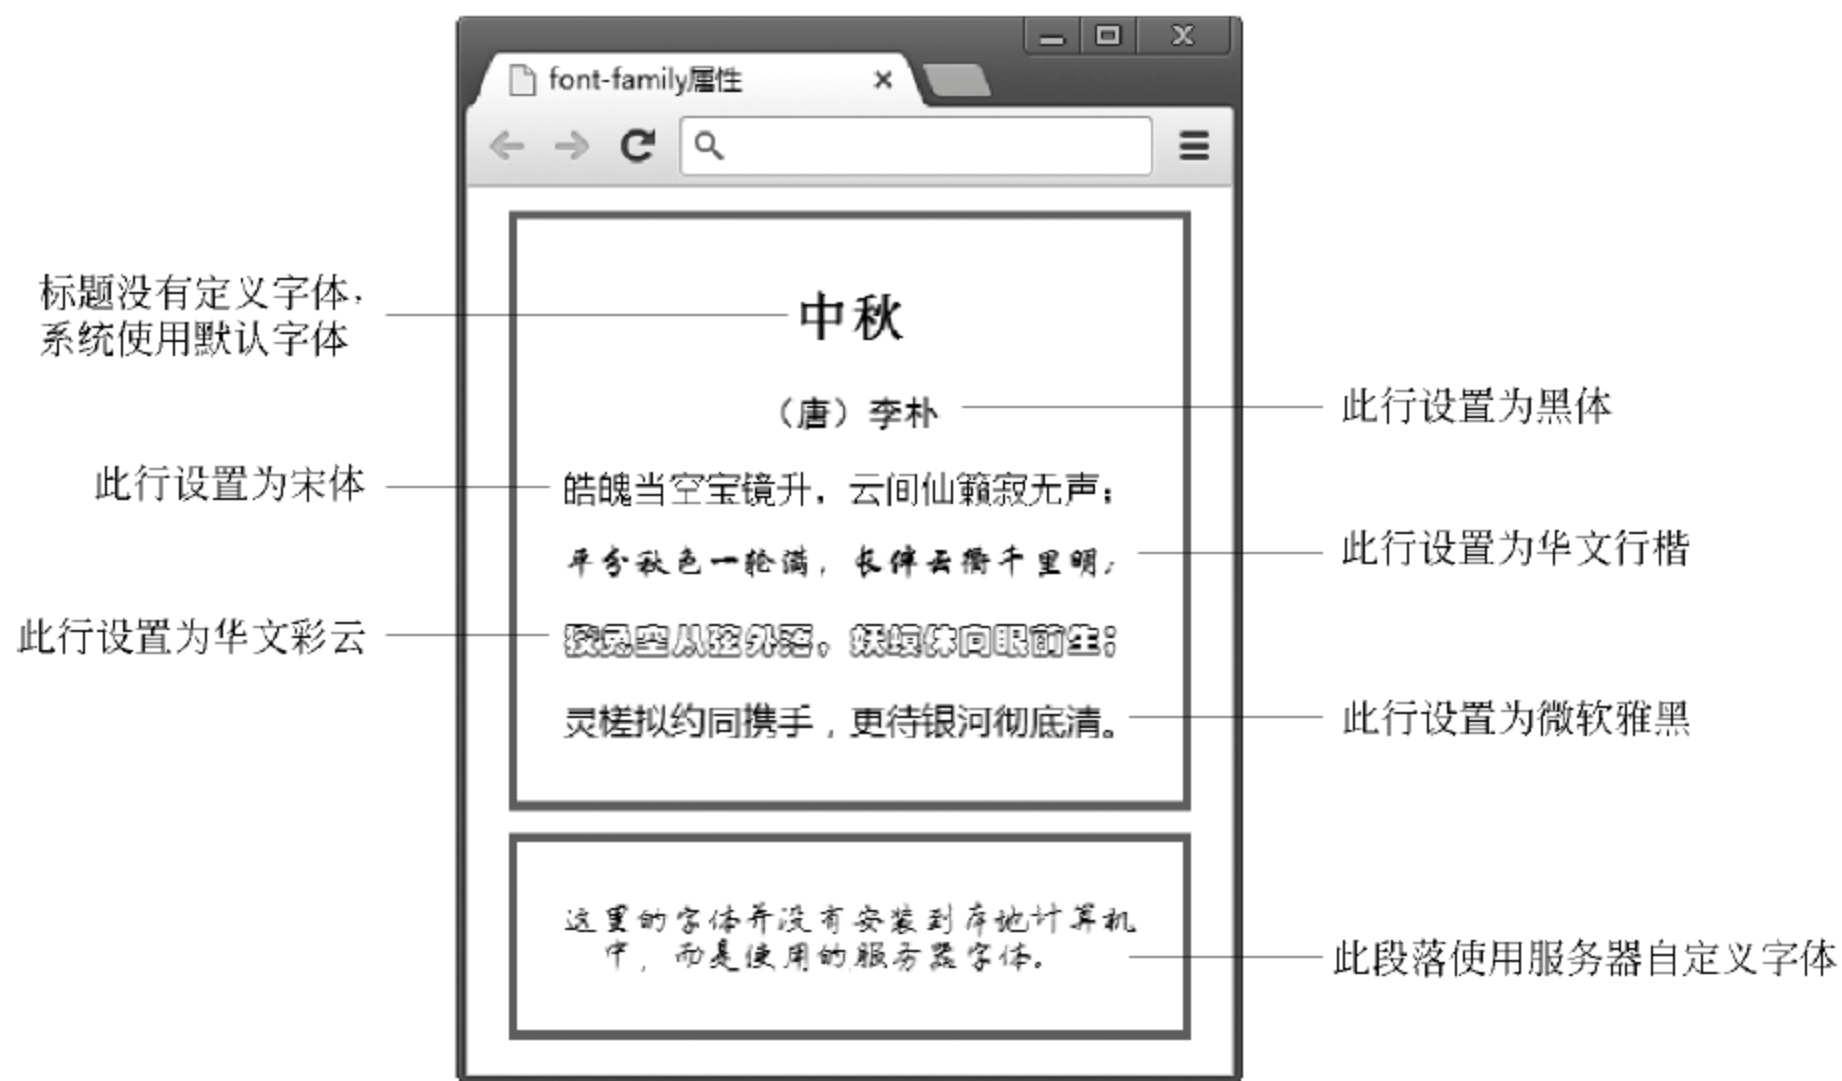 font-family属性
标题没有定义字体，
系统使用默认字体
中秋
（唐）李朴
此行设置为黑体
此行设置为宋体
皓魄当空宝镜升，云间仙籁寂无声；
平分秋色一轮满，长伴云衢千里明；
此行设置为华文行楷
此行设置为华文彩云
狡兔空从弦外落，妖蟆休向眼前生；
灵槎拟约同携手，更待银河彻底清。
此行设置为微软雅黑
这里的字体并没有安装到本地计算机
中，而是使用的服务器字体。
此段落使用服务器自定义字体